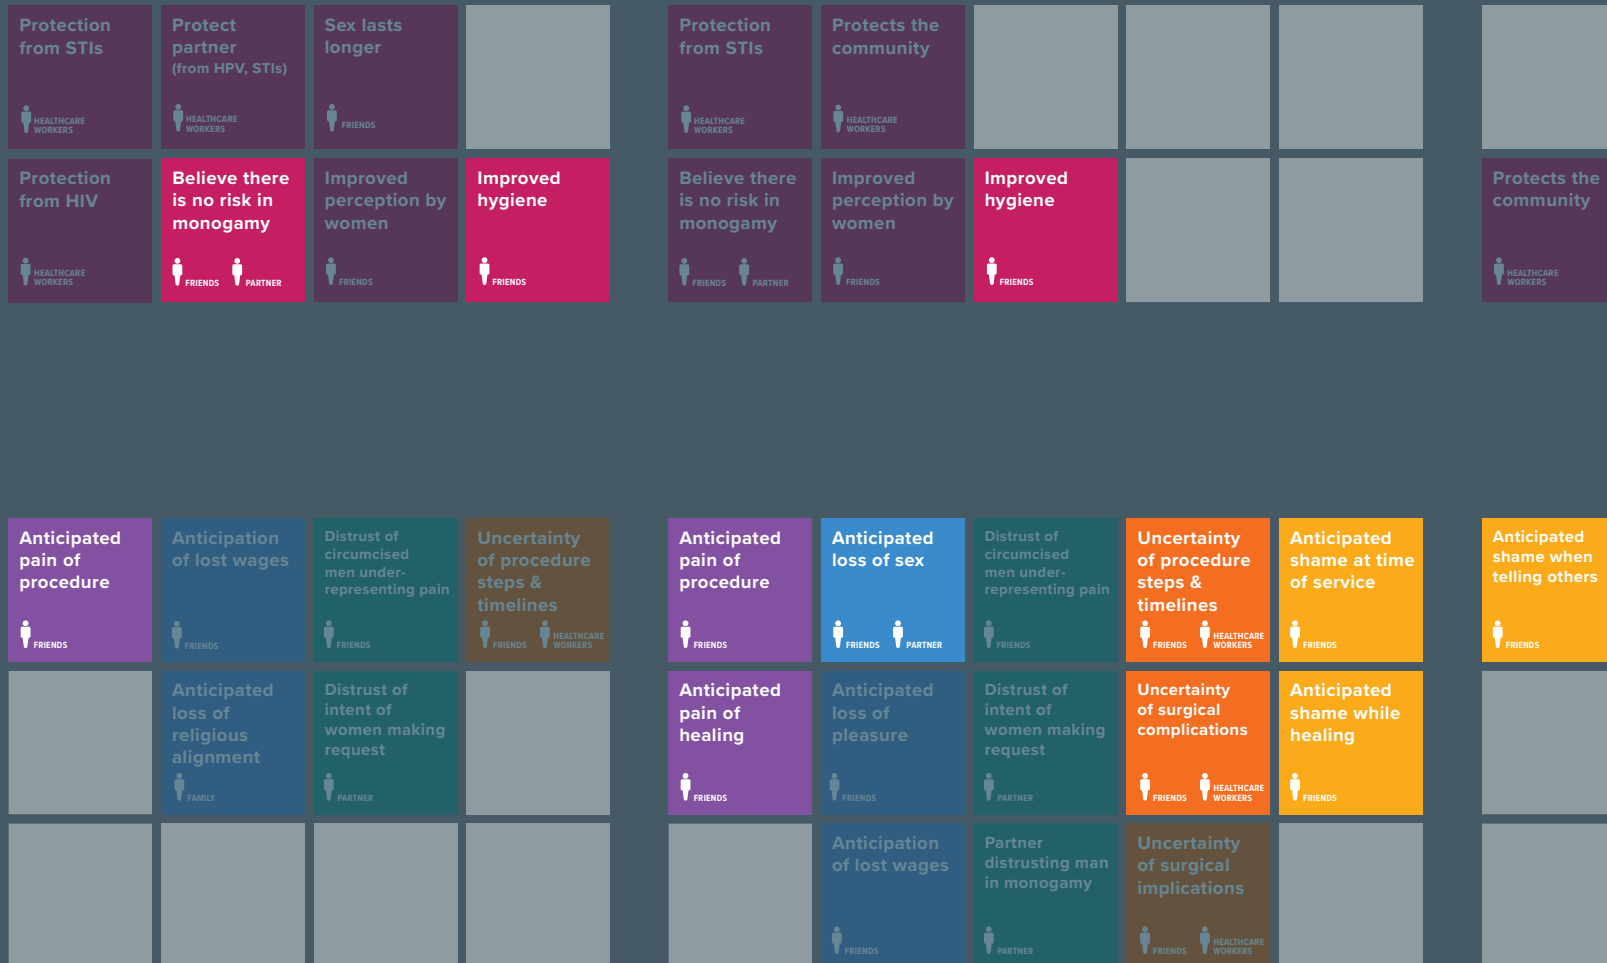 Protection
from STIs
HEALTHCARE
WORKERS
Protect
partner
(from HPV, STIs)
HEALTHCARE
WORKERS
Sex lasts
longer
FRIENDS
Protection
from STIs
HEALTHCARE
WORKERS
Protects the
community
HEALTHCARE
WORKERS
Protection
from HIV
HEALTHCARE
WORKERS
Believe there
is no risk in
monogamy
FRIENDS PARTNER
Improved
perception by
women
FRIENDS
Improved
hygiene
FRIENDS
Believe there
is no risk in
monogamy
FRIENDS PARTNER
Improved
perception by
women
FRIENDS
Improved
hygiene
FRIENDS
Protects the
community
HEALTHCARE
WORKERS
Anticipated
pain of
procedure
FRIENDS
Anticipation
of lost wages
FRIENDS
Distrust of
circumcised
men under-
representing pain
FRIENDS
Uncertainty
of procedure
steps &
timelines
FRIENDS HEALTHCARE
WORKERS
Anticipated
pain of
procedure
FRIENDS
Anticipated
loss of sex
FRIENDS PARTNER
Distrust of
circumcised
men under-
representing pain
FRIENDS
Uncertainty
of procedure
steps &
timelines
FRIENDS HEALTHCARE
WORKERS
Anticipated
shame at time
of service
FRIENDS
Anticipated
shame when
telling others
FRIENDS
Anticipated
loss of
religious
alignment
FAMILY
Distrust of
intent of
women making
request
PARTNER
Anticipated
pain of
healing
FRIENDS
Anticipated
loss of
pleasure
FRIENDS
Distrust of
intent of
women making
request
PARTNER
Uncertainty
of surgical
complications
FRIENDS HEALTHCARE
WORKERS
Anticipated
shame while
healing
FRIENDS
Anticipation
of lost wages
FRIENDS
Partner
distrusting man
in monogamy
PARTNER
Uncertainty
of surgical
implications
FRIENDS HEALTHCARE
WORKERS